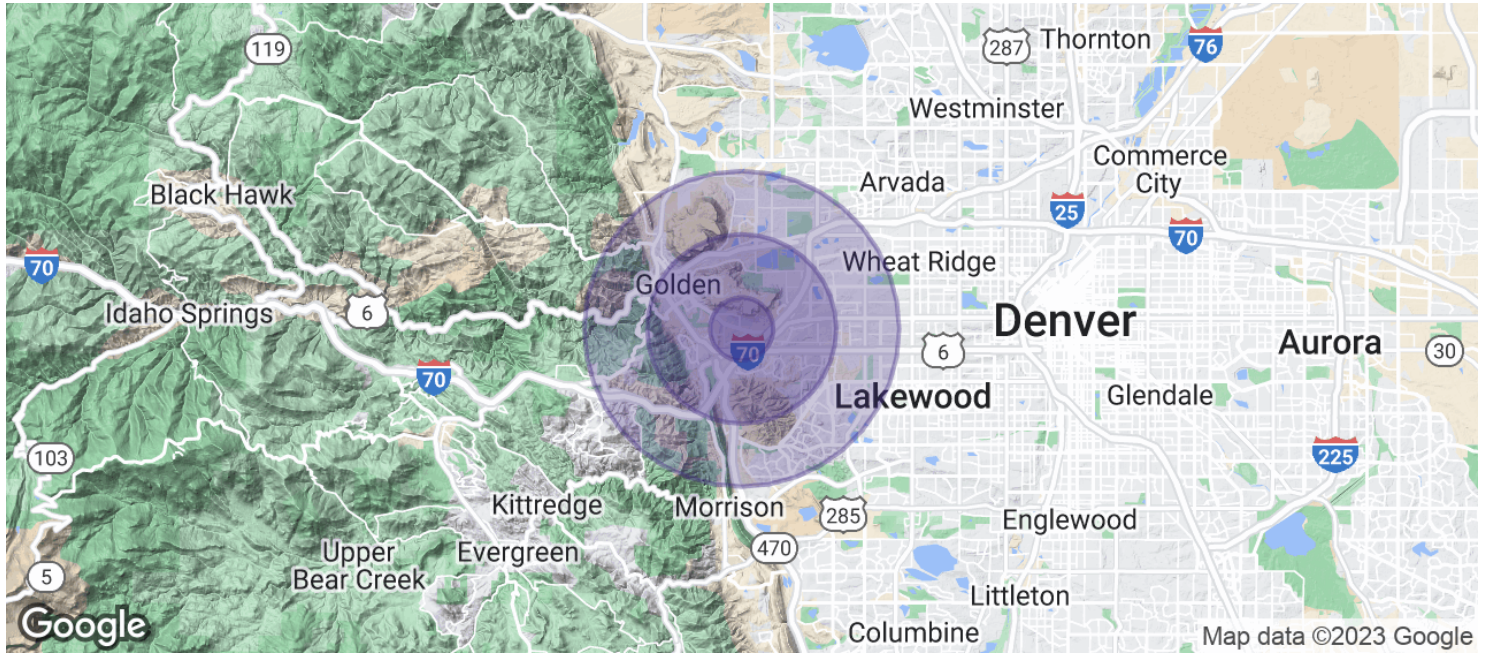 119
287
Thornton
76
Westminster
Commerce
City
Black Hawk
Arvada
25
70
70
Wheat Ridge
Golden
Idaho Springs
6
Denver
70
6
Aurora
30
70
Lakewood
Glendale
103
225
Kittredge
Morrison
285
Englewood
Upper
Bear Creek
Evergreen
470
5
Littleton
Google
Columbine
Map data ©2023 Google